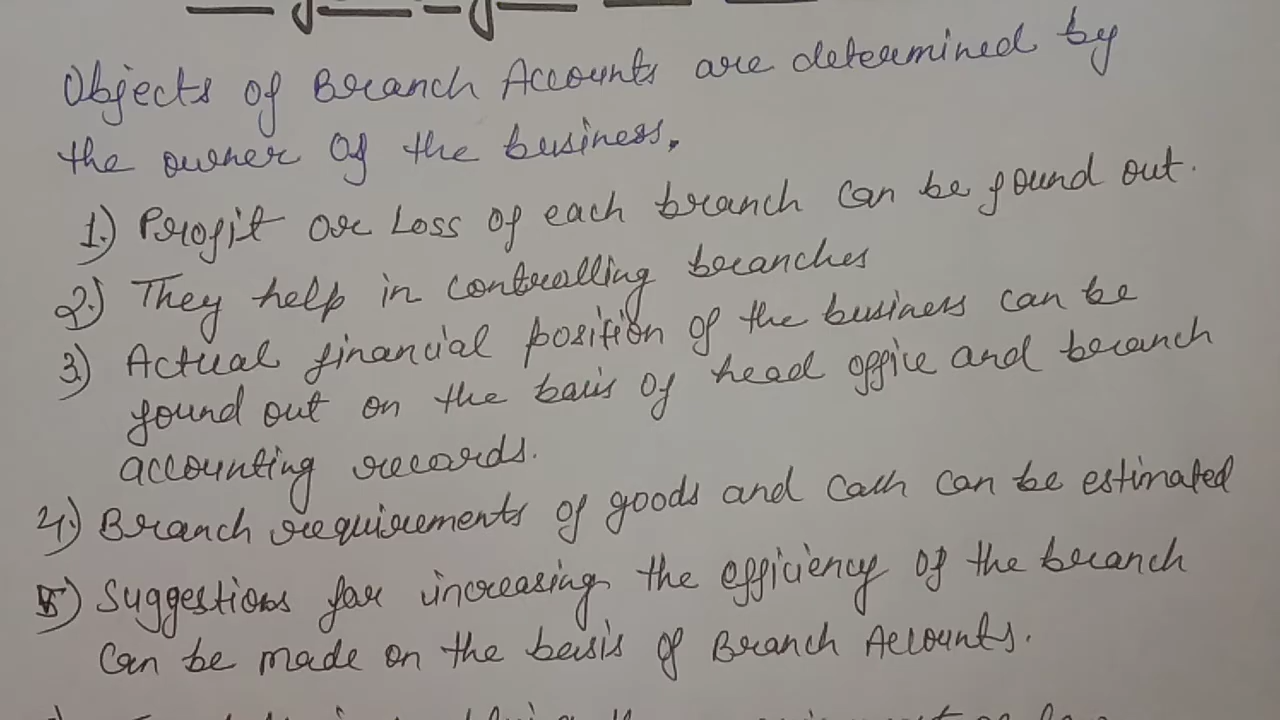 Objects of Branch Accounts are determined by
the owner of the business.
1.) Profit or Loss of each branch can be found out.
2.) They help in controlling branches
3.) Actual financial position of the business can be
found out on the basis of head office and branch
accounting records.
4.) Branch requirements of goods and cash can be estimated
5.) Suggestions for increasing the efficiency of the branch
can be made on the basis of Branch Accounts.